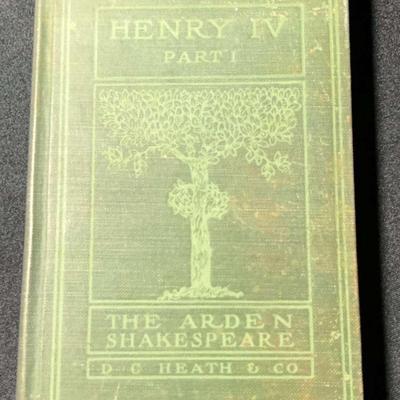 HENRY IV
PART I
THE ARDEN
SHAKESPEARE
D·C HEATH & CO